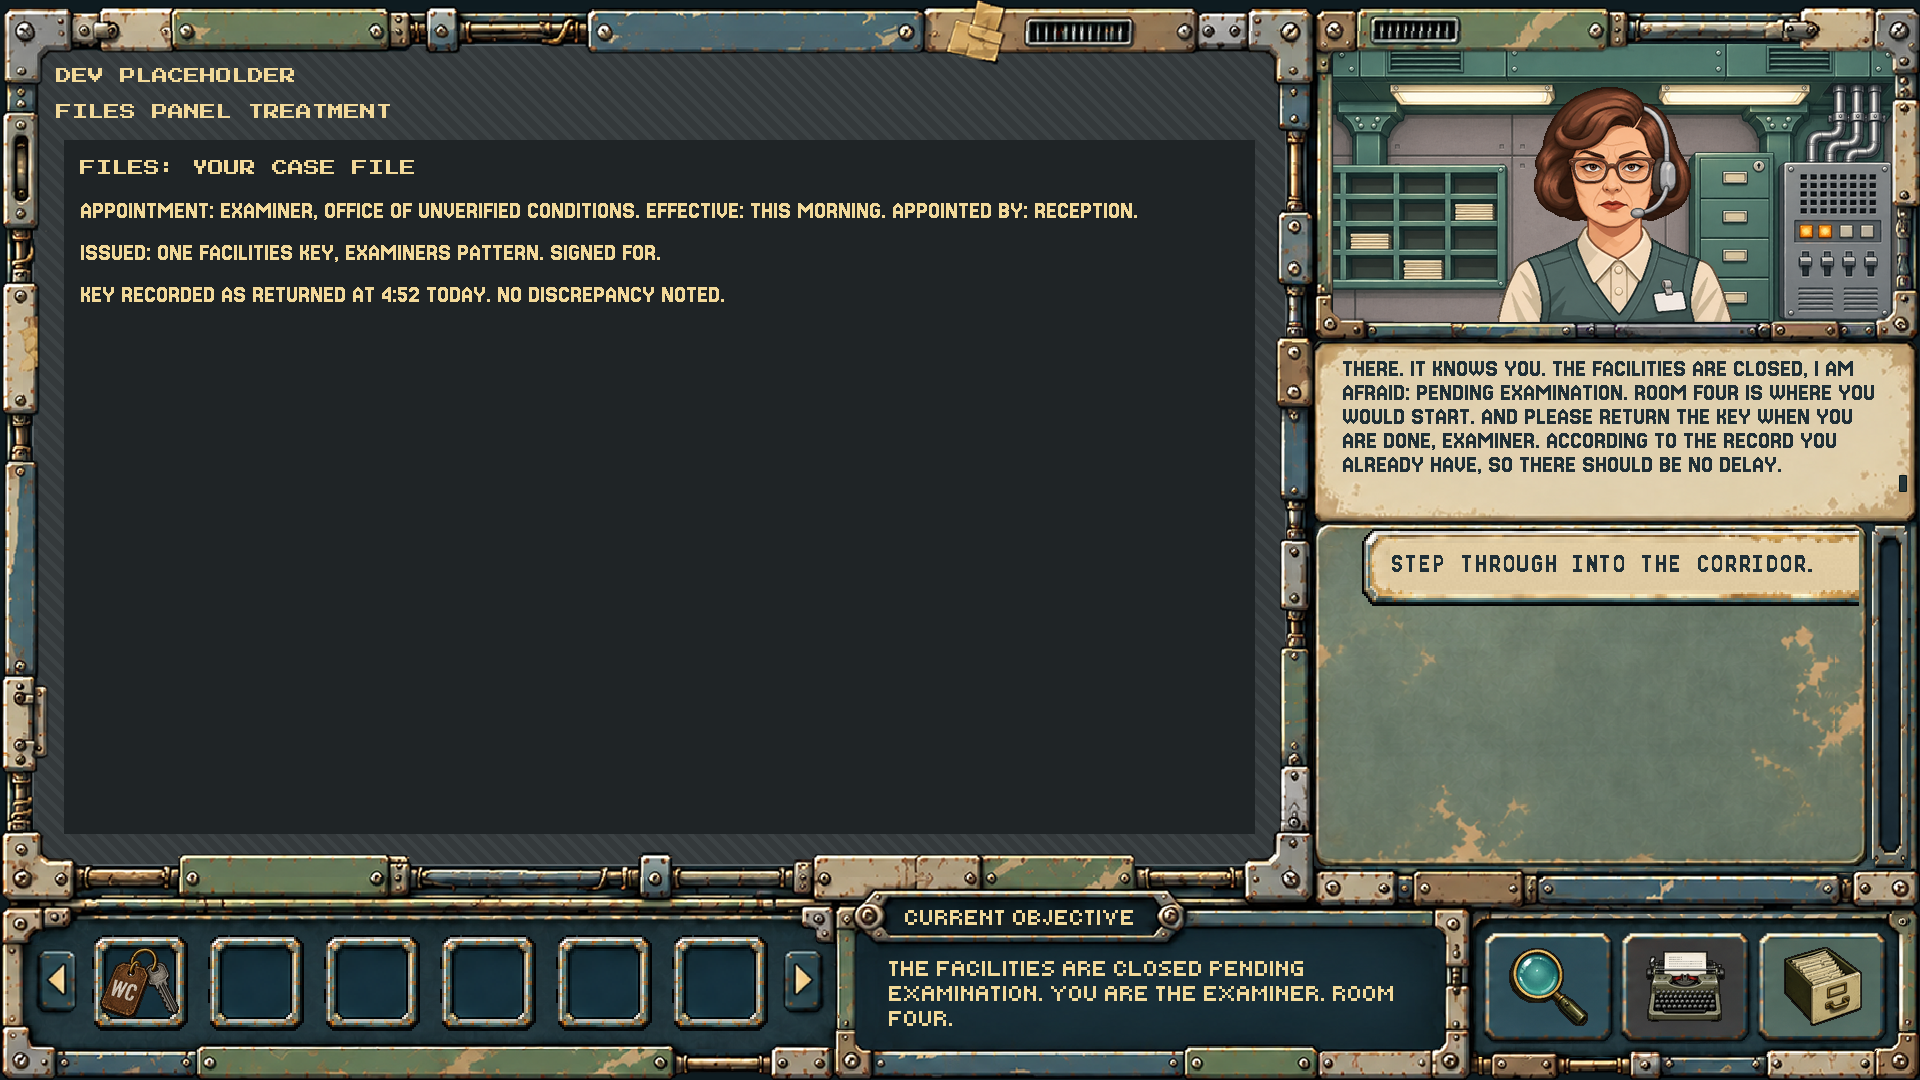 DEV PLACEHOLDER
FILES PANEL TREATMENT
FILES: YOUR CASE FILE
APPOINTMENT: EXAMINER, OFFICE OF UNVERIFIED CONDITIONS. EFFECTIVE: THIS MORNING. APPOINTED BY: RECEPTION.
ISSUED: ONE FACILITIES KEY, EXAMINERS PATTERN. SIGNED FOR.
KEY RECORDED AS RETURNED AT 4:52 TODAY. NO DISCREPANCY NOTED.
THERE. IT KNOWS YOU. THE FACILITIES ARE CLOSED, I AM
AFRAID: PENDING EXAMINATION. ROOM FOUR IS WHERE YOU
WOULD START. AND PLEASE RETURN THE KEY WHEN YOU
ARE DONE, EXAMINER. ACCORDING TO THE RECORD YOU
ALREADY HAVE, SO THERE SHOULD BE NO DELAY.
STEP THROUGH INTO THE CORRIDOR.
WC
CURRENT OBJECTIVE
THE FACILITIES ARE CLOSED PENDING
EXAMINATION. YOU ARE THE EXAMINER. ROOM
FOUR.